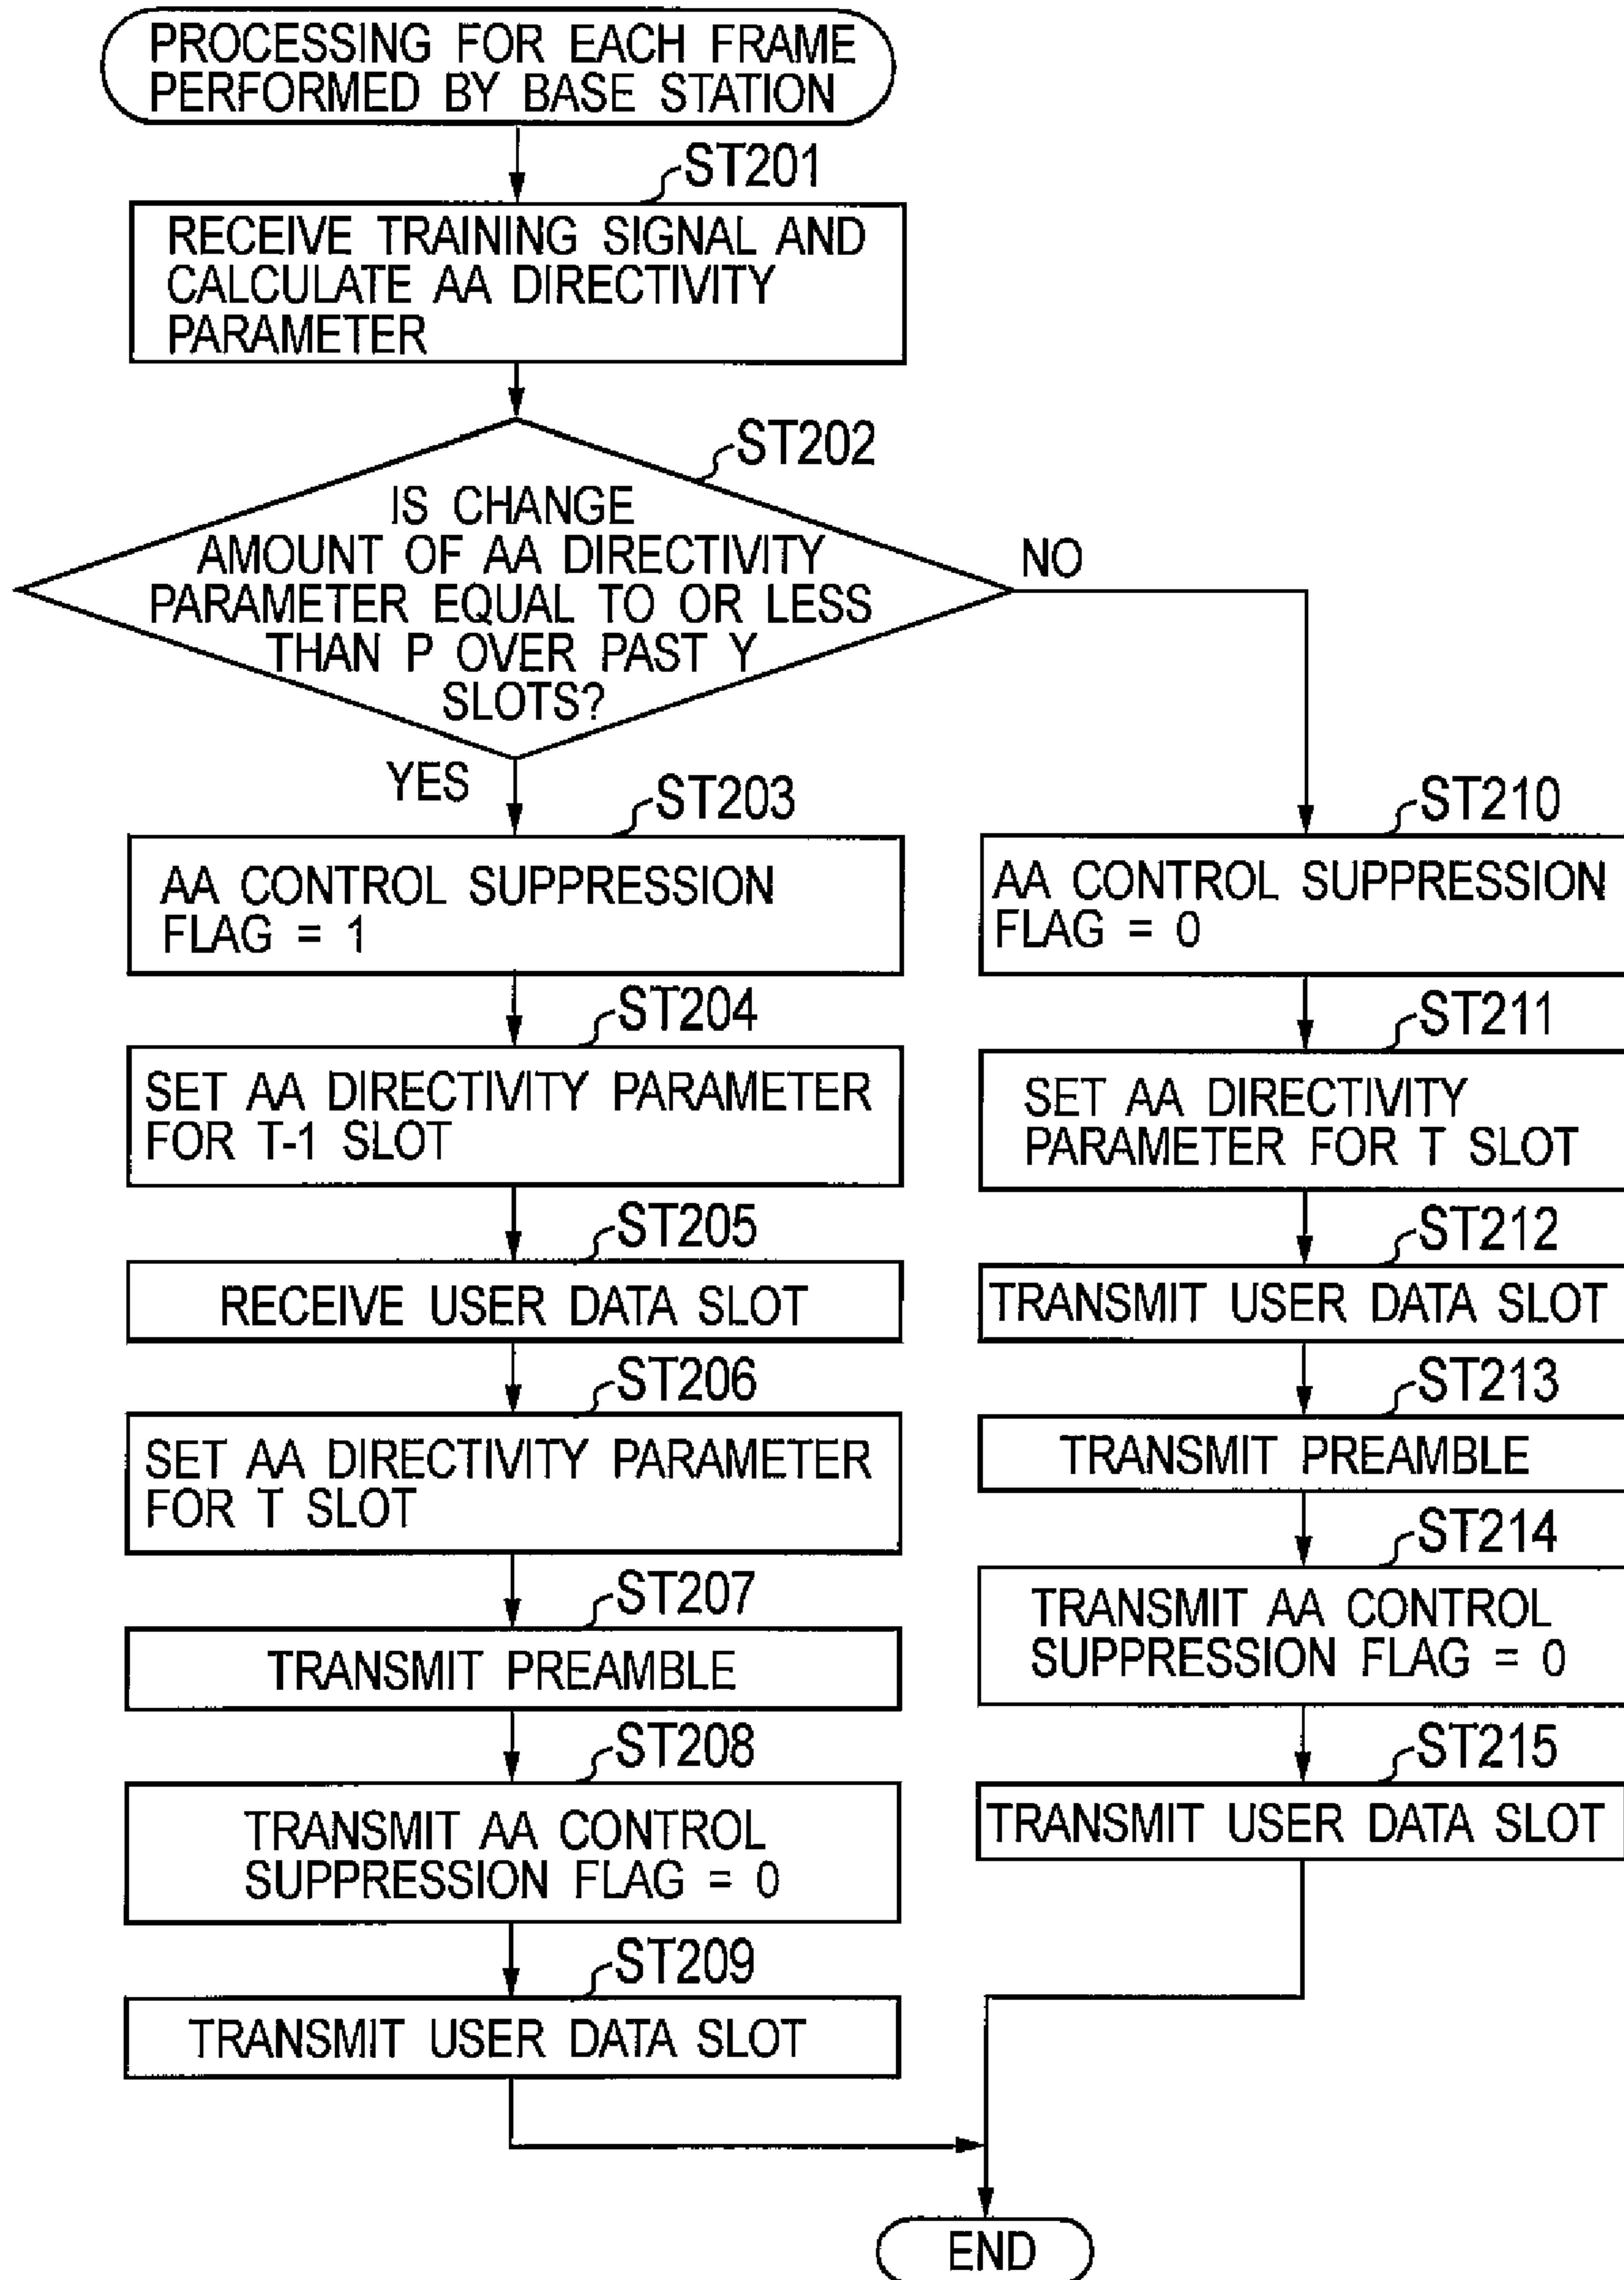 PROCESSING FOR EACH FRAME
PERFORMED BY BASE STATION
ST201
RECEIVE TRAINING SIGNAL AND
CALCULATE AA DIRECTIVITY
PARAMETER
ST202
IS CHANGE
AMOUNT OF AA DIRECTIVITY
PARAMETER EQUAL TO OR LESS
THAN P OVER PAST Y
SLOTS?
NO
YES
ST203
AA CONTROL SUPPRESSION
FLAG = 1
ST204
SET AA DIRECTIVITY PARAMETER
FOR T-1 SLOT
ST205
RECEIVE USER DATA SLOT
ST206
SET AA DIRECTIVITY PARAMETER
FOR T SLOT
ST207
TRANSMIT PREAMBLE
ST208
TRANSMIT AA CONTROL
SUPPRESSION FLAG = 0
ST209
TRANSMIT USER DATA SLOT
ST210
AA CONTROL SUPPRESSION
FLAG = 0
ST211
SET AA DIRECTIVITY
PARAMETER FOR T SLOT
ST212
TRANSMIT USER DATA SLOT
ST213
TRANSMIT PREAMBLE
ST214
TRANSMIT AA CONTROL
SUPPRESSION FLAG = 0
ST215
TRANSMIT USER DATA SLOT
END